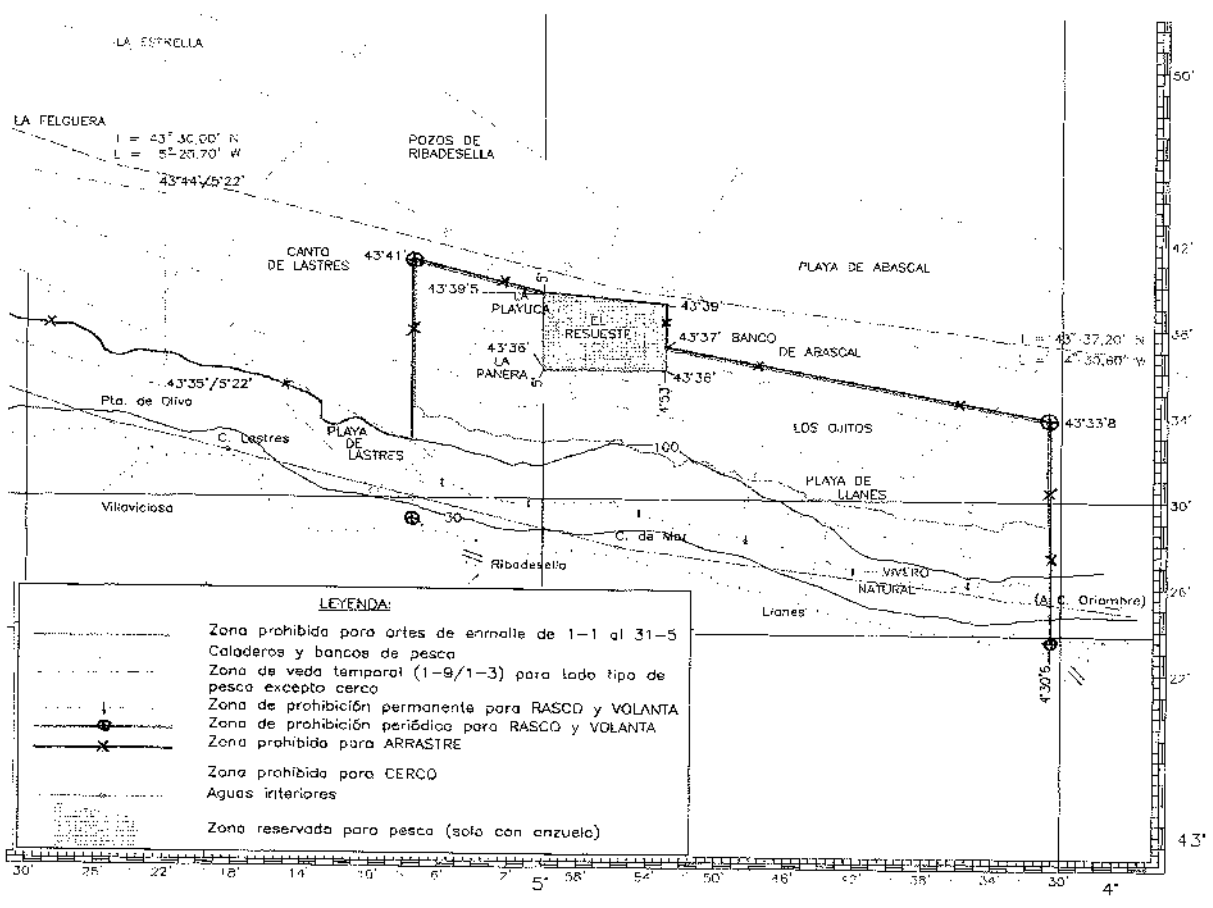 LA ESTRELLA
50'
LA FELGUERA
POZOS DE
RIBADESELLA
43°44'/5°22'
CANTO
DE LASTRES
43°41'
42'
PLAYA DE ABASCAL
43°39'5
LA
PLAYUCA
5°
43°39'
EL
RESUESTE
43°37' BANCO
DE ABASCAL
43°36'
LA
PANERA
5°
43°36'
4°53'
43°35'/5°22'
Pta. de Oliva
C. Lastres
PLAYA
DE
LASTRES
100
LOS OJITOS
43°33'8
34'
PLAYA DE
LLANES
30'
Villaviciosa
30
C. de Mar
Ribadesella
VIVERO
NATURAL
Llanes
(A.C. Oriambre)
26'
22'
4°30'6
LEYENDA:
Zona prohibida para artes de enmalle de 1-1 al 31-5
Caladeros y bancos de pesca
Zona de veda temporal (1-9/1-3) para todo tipo de
pesca excepto cerco
Zona de prohibición permanente para RASCO y VOLANTA
Zona de prohibición periódica para RASCO y VOLANTA
Zona prohibida para ARRASTRE
Zona prohibida para CERCO
Aguas interiores
Zona reservada para pesca (solo con anzuelo)
43°
30' 25' 22' 18' 14' 10' 6' 2' 5° 58' 54' 50' 38' 34' 30' 4°